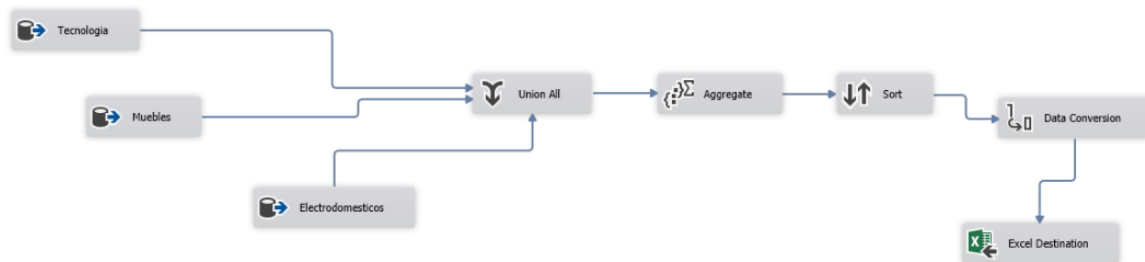 Tecnologia
Muebles
Electrodomesticos
Union All
Aggregate
Sort
Data Conversion
Excel Destination